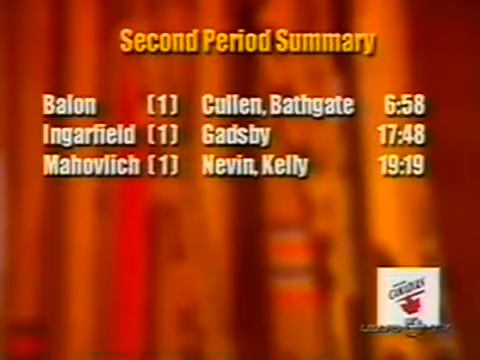 Second Period Summary
Balon (1) Cullen, Bathgate 6:58
Ingarfield (1) Gadsby 17:48
Mahovlich (1) Nevin, Kelly 19:19
CANADIAN